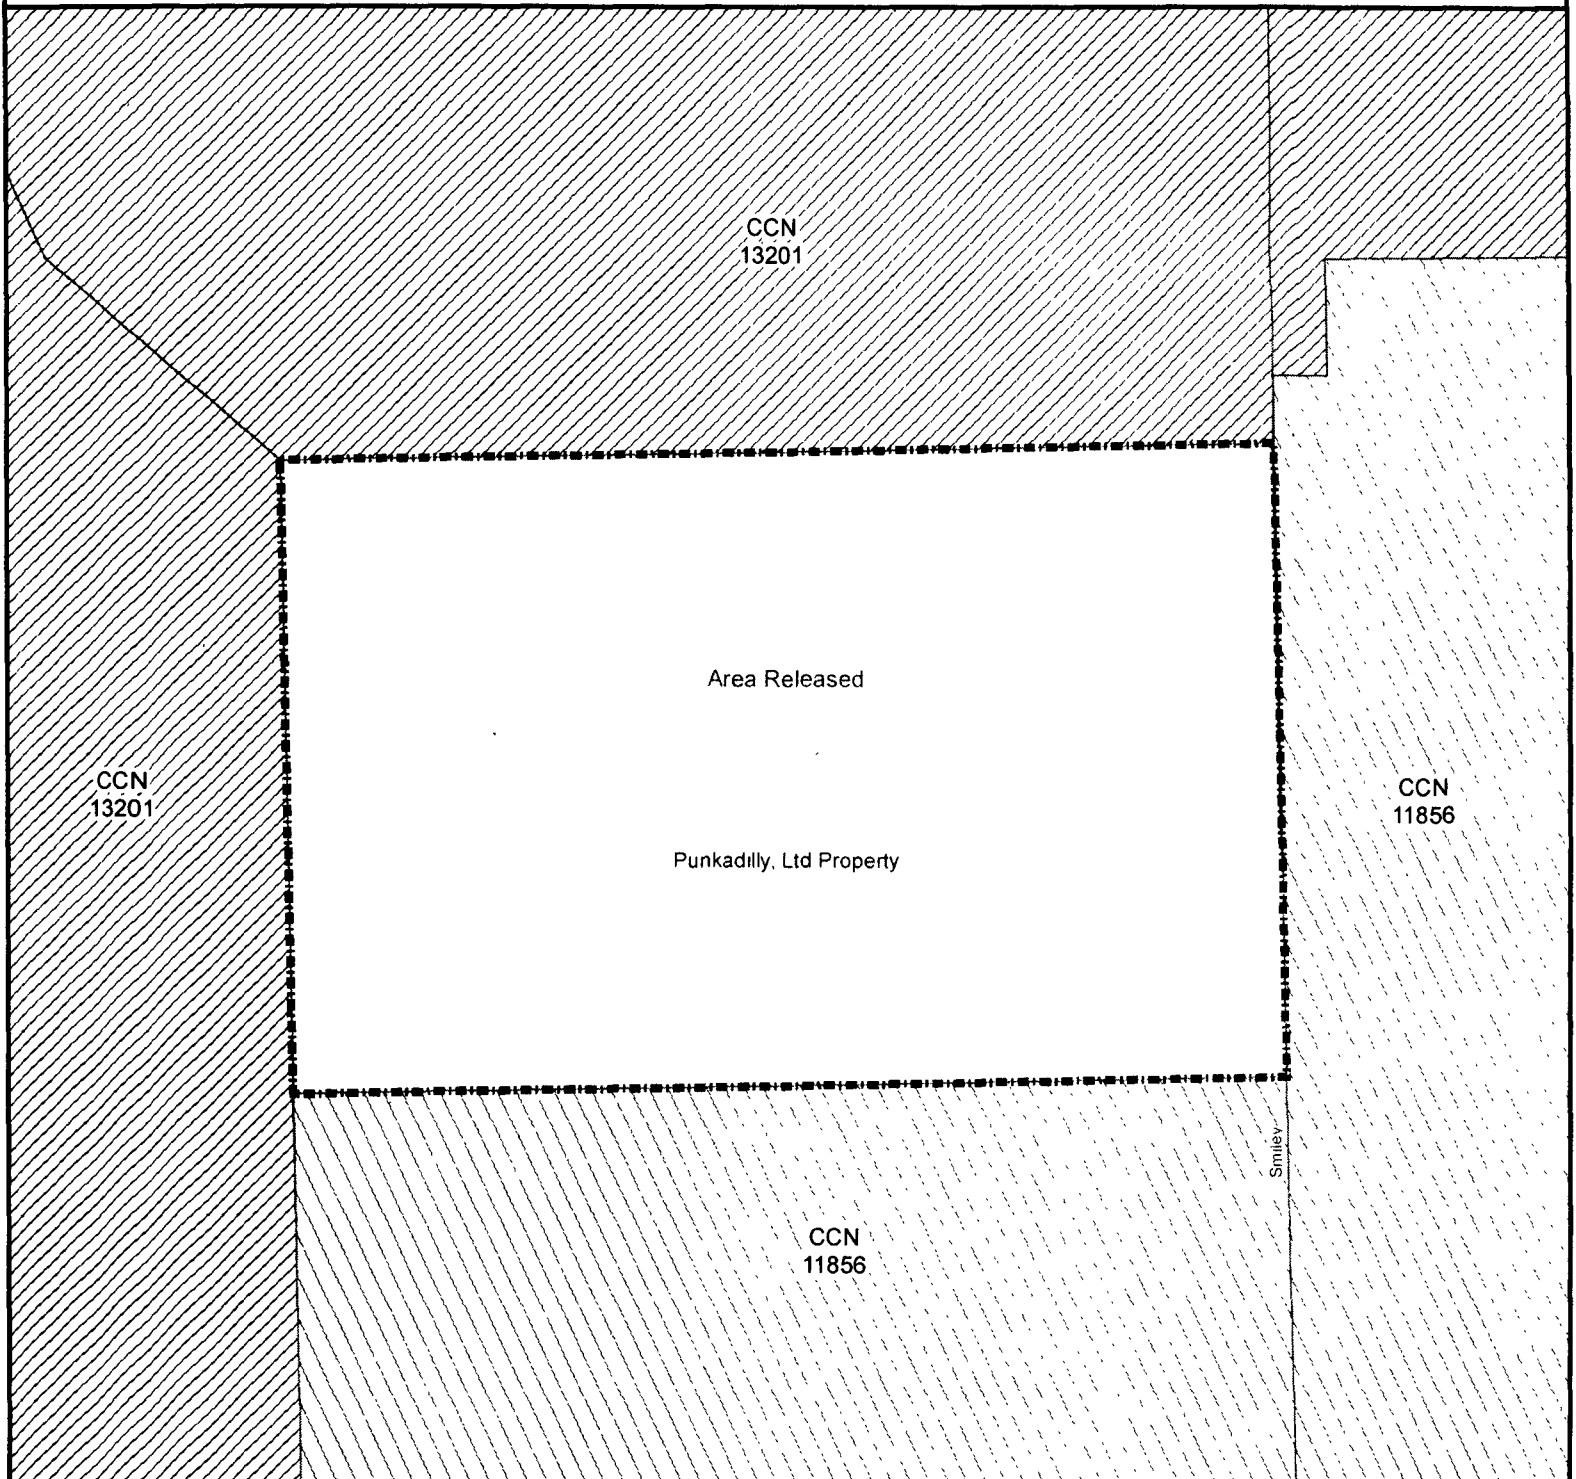 CCN
13201
Area Released
CCN
13201
CCN
11856
Punkadilly, Ltd Property
Smiley
CCN
11856